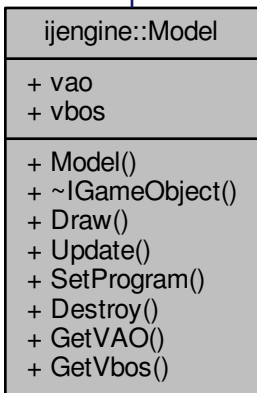 ijengine::Model
+ vao
+ vbos
+ Model()
+ ~IGameObject()
+ Draw()
+ Update()
+ SetProgram()
+ Destroy()
+ GetVAO()
+ GetVbos()